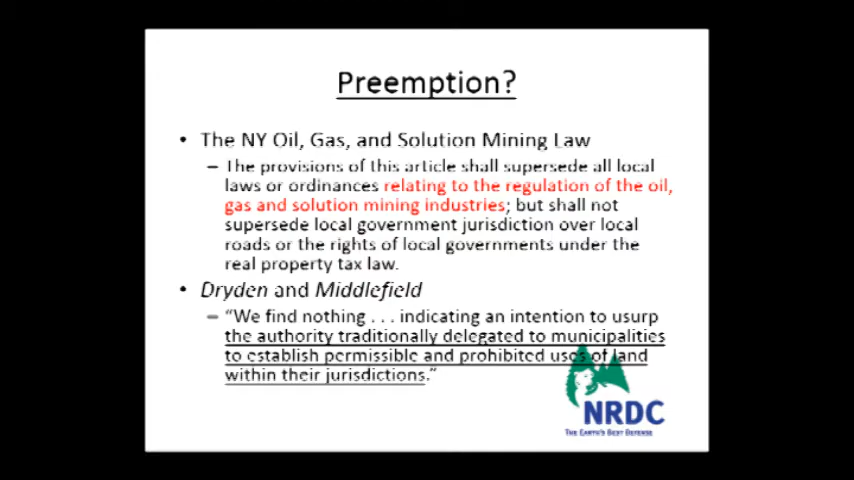 Preemption?
• The NY Oil, Gas, and Solution Mining Law
– The provisions of this article shall supersede all local
laws or ordinances relating to the regulation of the oil,
gas and solution mining industries; but shall not
supersede local government jurisdiction over local
roads or the rights of local governments under the
real property tax law.
• Dryden and Middlefield
– “We find nothing . . . indicating an intention to usurp
the authority traditionally delegated to municipalities
to establish permissible and prohibited uses of land
within their jurisdictions.”
NRDC
THE EARTH'S BEST DEFENSE